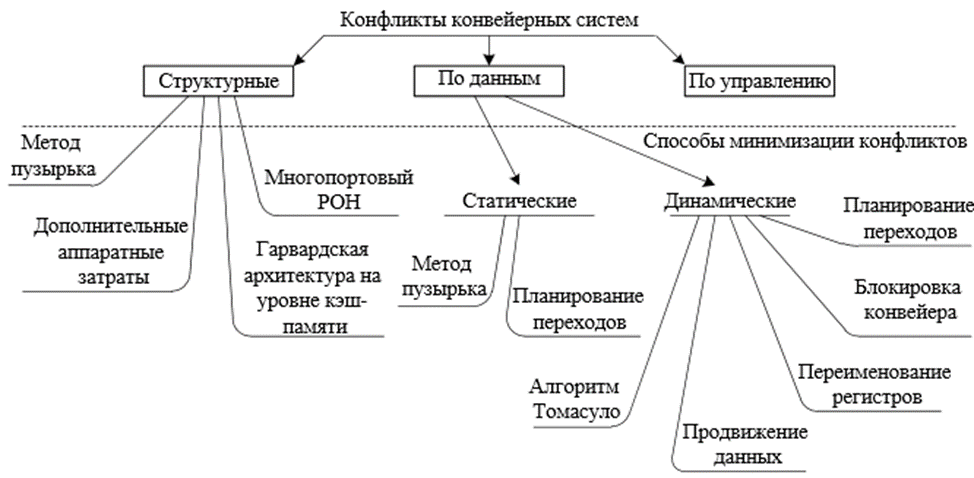 Конфликты конвейерных систем
Структурные
По данным
По управлению
Способы минимизации конфликтов
Метод
пузырька
Дополнительные
аппаратные
затраты
Гарвардская
архитектура на
уровне кэш-
памяти
Многопортовый
РОН
Статические
Метод
пузырька
Планирование
переходов
Динамические
Алгоритм
Томасуло
Продвижение
данных
Переименование
регистров
Блокировка
конвейера
Планирование
переходов